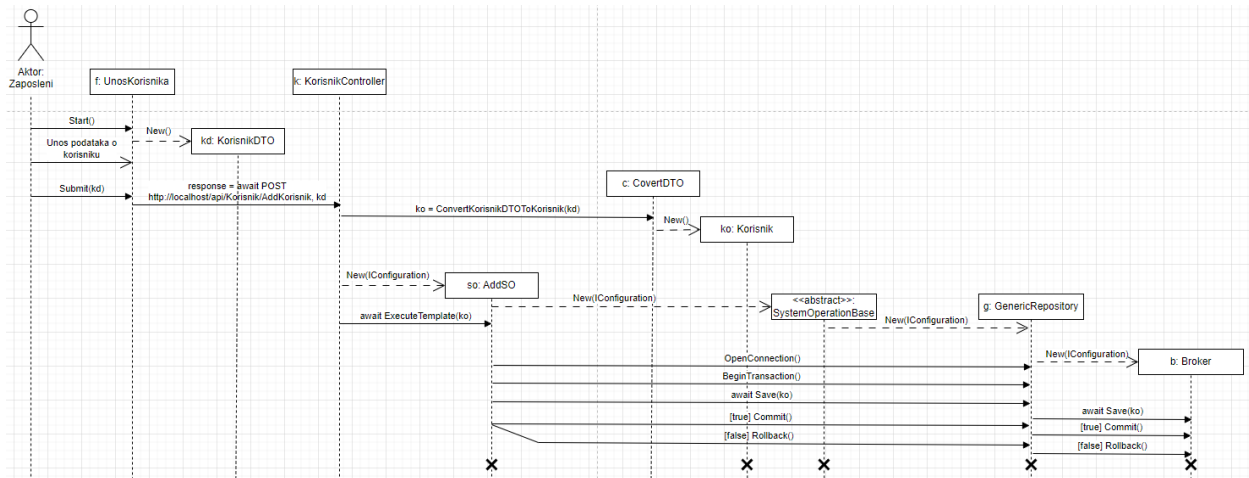 Aktor:
Zaposleni
f: UnosKorisnika
k: KorisnikController
Start()
New()
kd: KorisnikDTO
Unos podataka o
korisniku
Submit(kd)
response = await POST
http://localhost/api/Korisnik/AddKorisnik, kd
c: CovertDTO
ko = ConvertKorisnikDTOToKorisnik(kd)
New()
ko: Korisnik
New(IConfiguration)
so: AddSO
New(IConfiguration)
<<abstract>>:
SystemOperationBase
g: GenericRepository
await ExecuteTemplate(ko)
New(IConfiguration)
OpenConnection()
New(IConfiguration)
b: Broker
BeginTransaction()
await Save(ko)
await Save(ko)
[true] Commit()
[true] Commit()
[false] Rollback()
[false] Rollback()